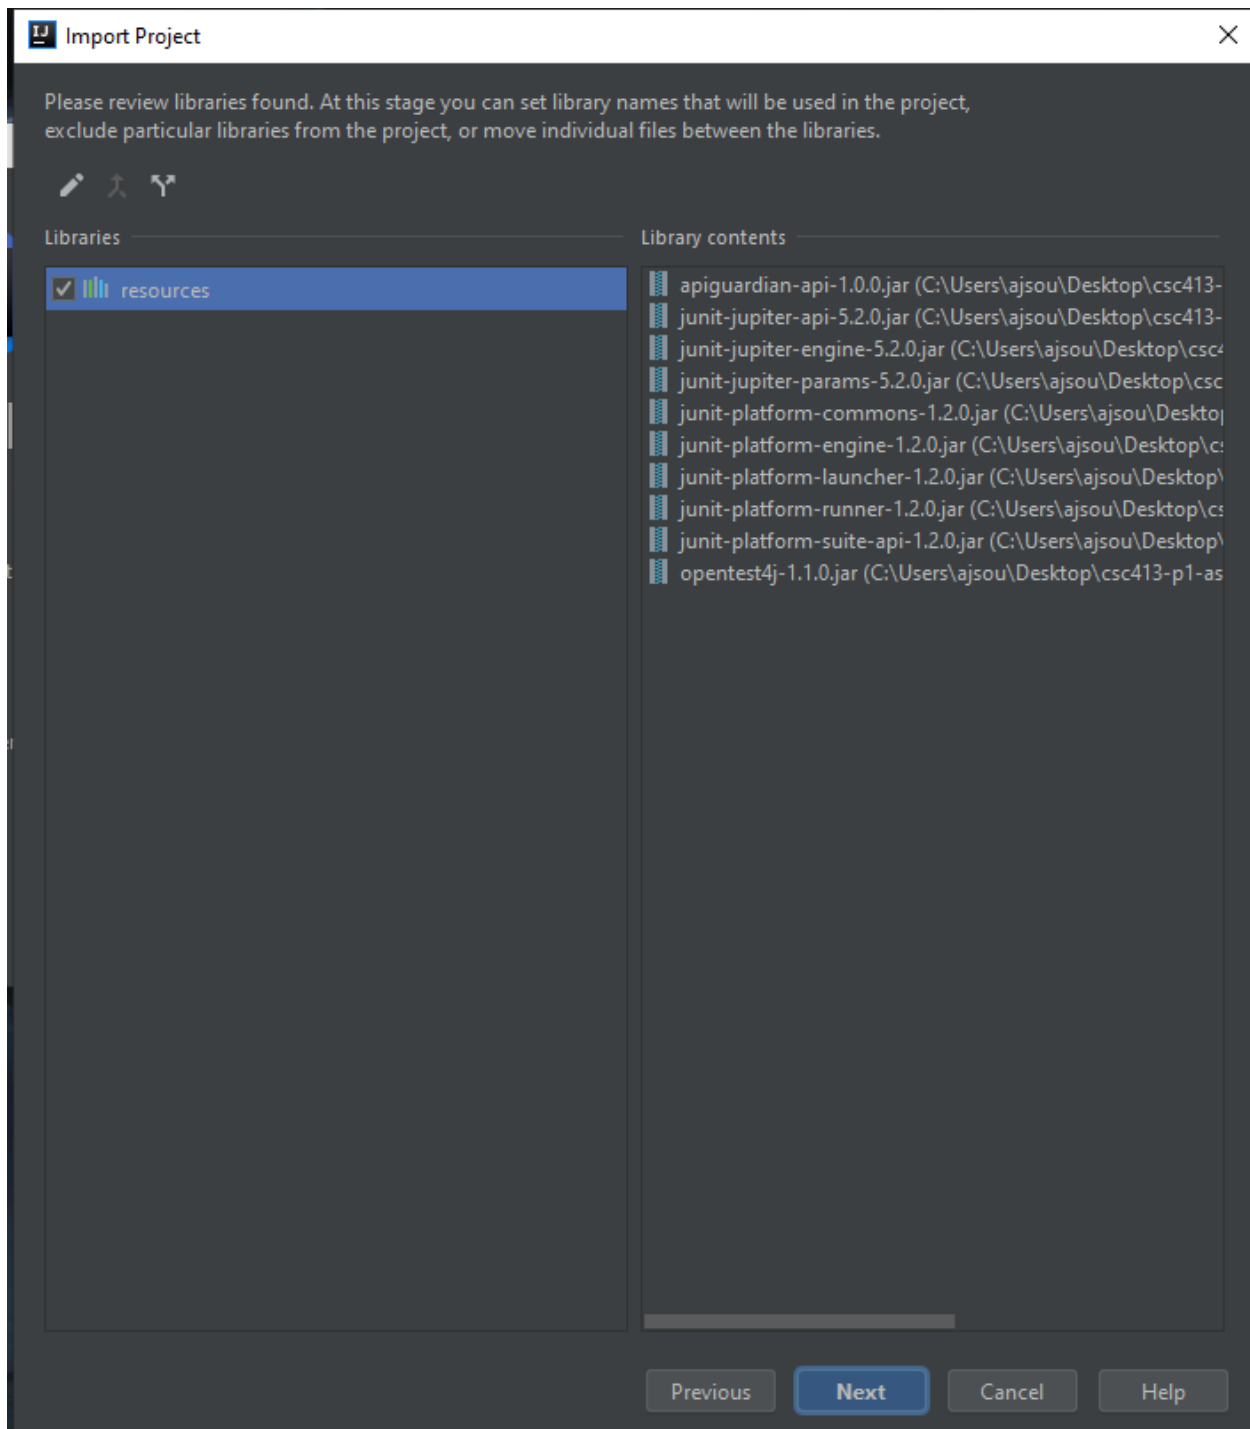 IJ
Import Project
Please review libraries found. At this stage you can set library names that will be used in the project,
exclude particular libraries from the project, or move individual files between the libraries.
Libraries
Library contents
resources
apiguardian-api-1.0.0.jar (C:\Users\ajsou\Desktop\csc413-
junit-jupiter-api-5.2.0.jar (C:\Users\ajsou\Desktop\csc413-
junit-jupiter-engine-5.2.0.jar (C:\Users\ajsou\Desktop\csc4
junit-jupiter-params-5.2.0.jar (C:\Users\ajsou\Desktop\csc
junit-platform-commons-1.2.0.jar (C:\Users\ajsou\Desktop
junit-platform-engine-1.2.0.jar (C:\Users\ajsou\Desktop\cs
junit-platform-launcher-1.2.0.jar (C:\Users\ajsou\Desktop\
junit-platform-runner-1.2.0.jar (C:\Users\ajsou\Desktop\cs
junit-platform-suite-api-1.2.0.jar (C:\Users\ajsou\Desktop\
opentest4j-1.1.0.jar (C:\Users\ajsou\Desktop\csc413-p1-as
Previous
Next
Cancel
Help